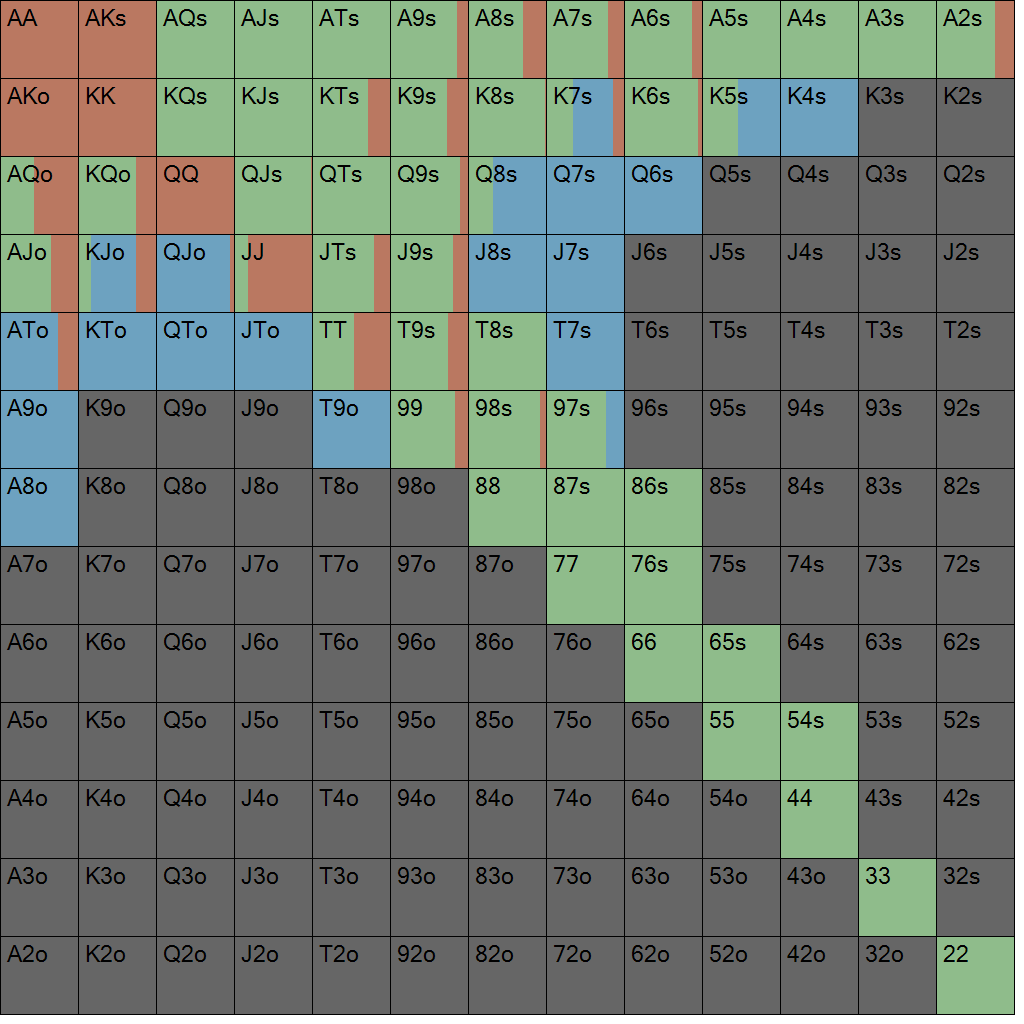 AA AKs AQs AJs ATs A9s A8s A7s A6s A5s A4s A3s A2s
AKo KK KQs KJs KTs K9s K8s K7s K6s K5s K4s K3s K2s
AQo KQo QQ QJs QTs Q9s Q8s Q7s Q6s Q5s Q4s Q3s Q2s
AJo KJo QJo JJ JTs J9s J8s J7s J6s J5s J4s J3s J2s
ATo KTo QTo JTo TT T9s T8s T7s T6s T5s T4s T3s T2s
A9o K9o Q9o J9o T9o 99 98s 97s 96s 95s 94s 93s 92s
A8o K8o Q8o J8o T8o 98o 88 87s 86s 85s 84s 83s 82s
A7o K7o Q7o J7o T7o 97o 87o 77 76s 75s 74s 73s 72s
A6o K6o Q6o J6o T6o 96o 86o 76o 66 65s 64s 63s 62s
A5o K5o Q5o J5o T5o 95o 85o 75o 65o 55 54s 53s 52s
A4o K4o Q4o J4o T4o 94o 84o 74o 64o 54o 44 43s 42s
A3o K3o Q3o J3o T3o 93o 83o 73o 63o 53o 43o 33 32s
A2o K2o Q2o J2o T2o 92o 82o 72o 62o 52o 42o 32o 22